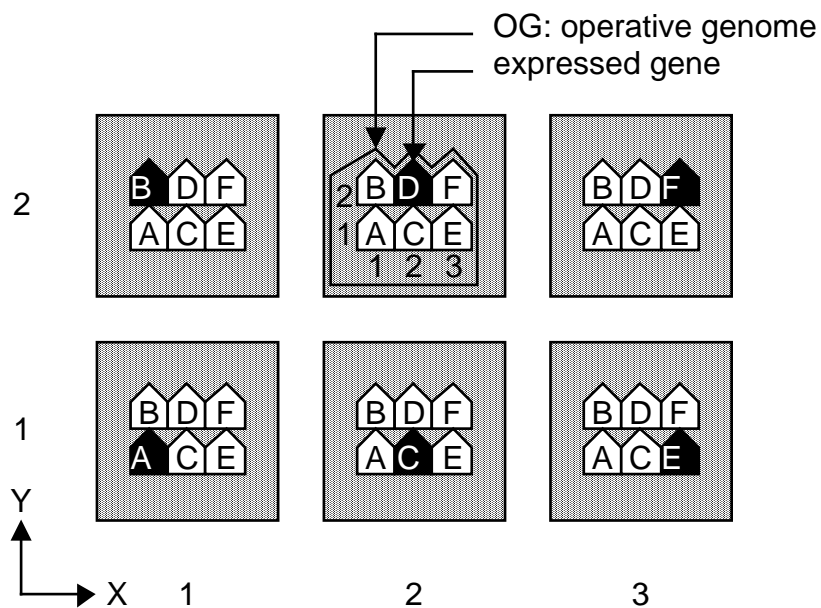 OG: operative genome
expressed gene
2
B D F
A C E
2 B D F
1 A C E
1 2 3
B D F
A C E
1
B D F
A C E
B D F
A C E
B D F
A C E
Y
X 1 2 3